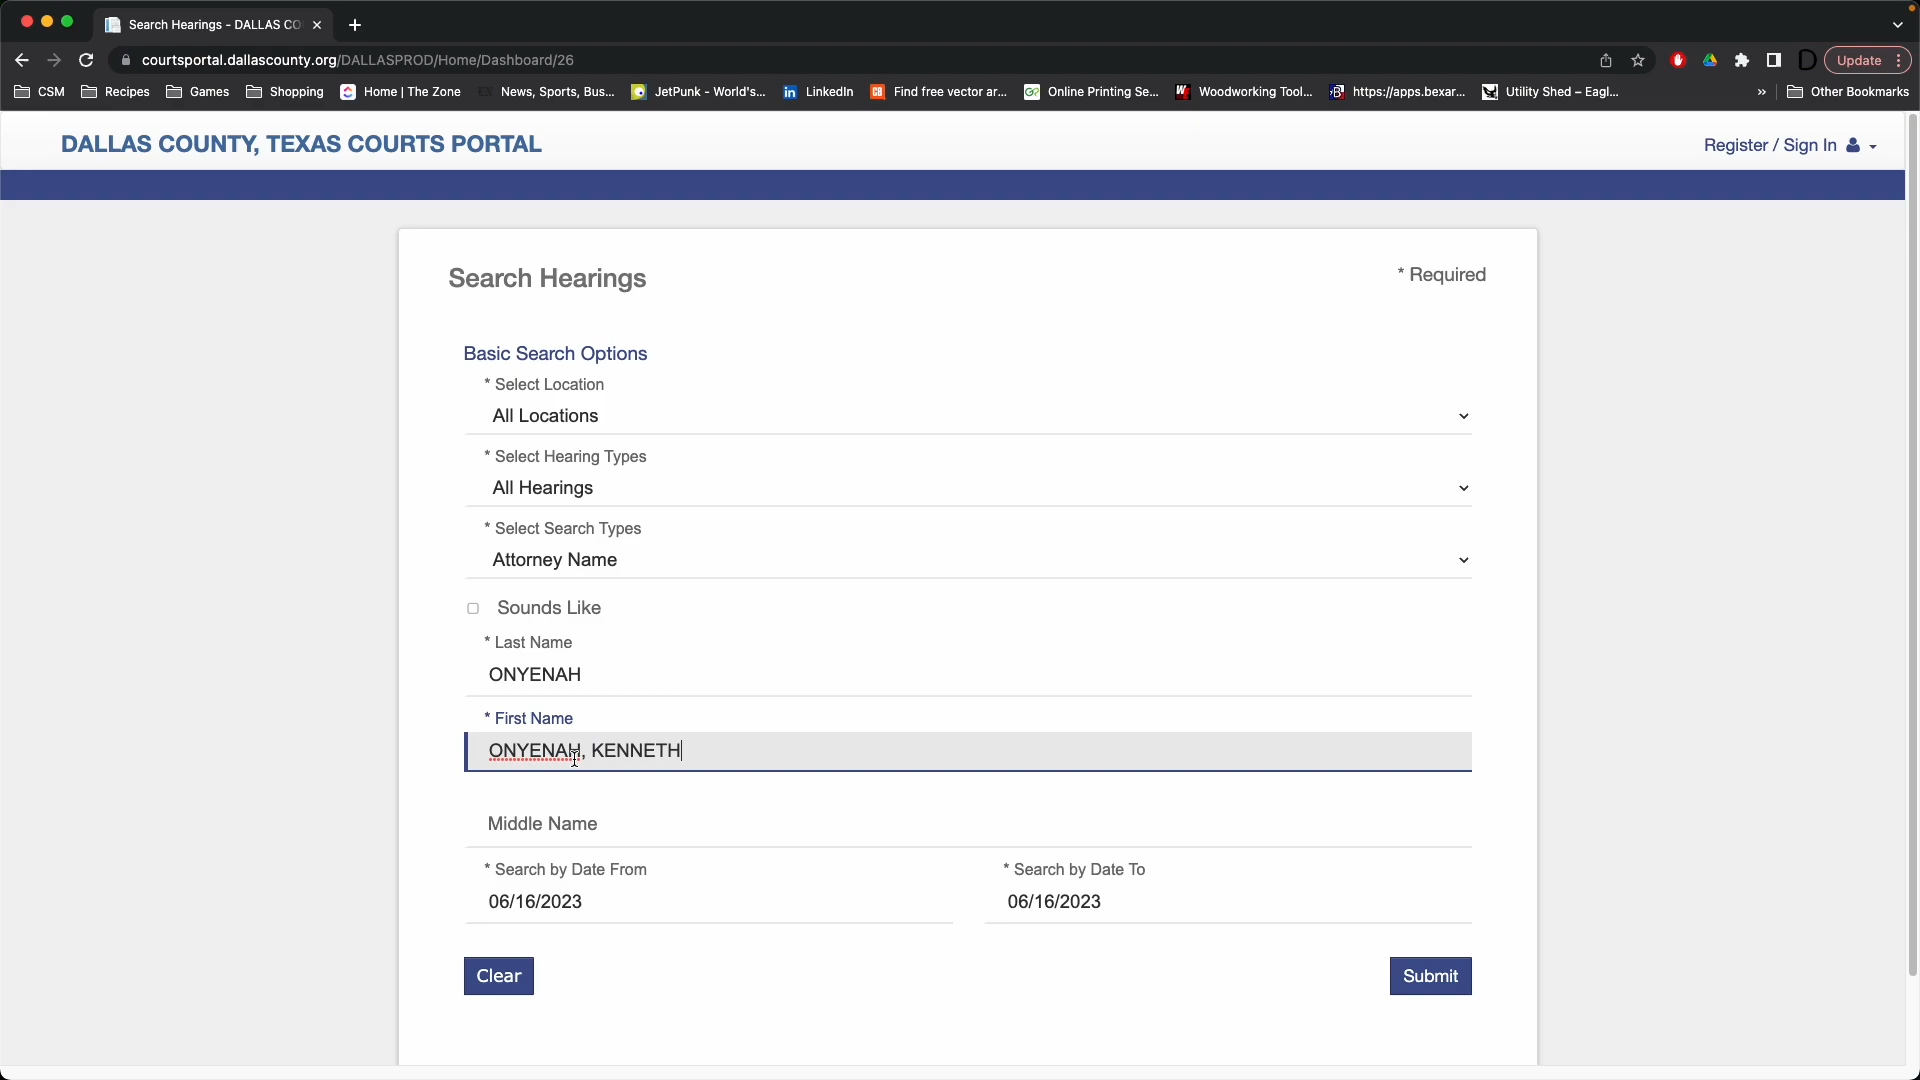 Search Hearings - DALLAS CO
courtsportal.dallascounty.org/DALLASPROD/Home/Dashboard/26
Update
CSM Recipes Games Shopping Home | The Zone News, Sports, Bus... JetPunk - World's... LinkedIn Find free vector ar... Online Printing Se... Woodworking Tool... https://apps.bexar... Utility Shed – Eagl... » Other Bookmarks
DALLAS COUNTY, TEXAS COURTS PORTAL
Register / Sign In
Search Hearings
* Required
Basic Search Options
* Select Location
All Locations
* Select Hearing Types
All Hearings
* Select Search Types
Attorney Name
Sounds Like
* Last Name
ONYENAH
* First Name
ONYENAH, KENNETH
Middle Name
* Search by Date From * Search by Date To
06/16/2023 06/16/2023
Clear Submit